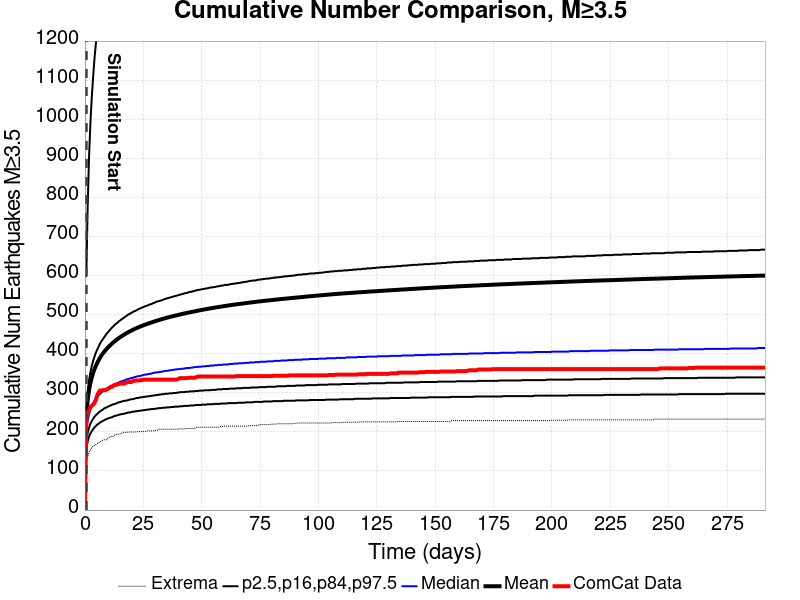 Cumulative Number Comparison, M≥3.5
Cumulative Num Earthquakes M≥3.5
1200
1100
1000
900
800
700
600
500
400
300
200
100
0
Simulation Start
0 25 50 75 100 125 150 175 200 225 250 275
Time (days)
Extrema p2.5,p16,p84,p97.5 Median Mean ComCat Data